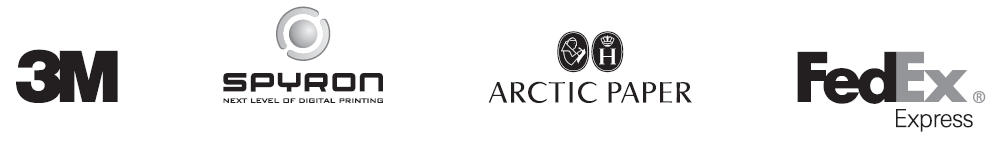 3M
SPYRON
NEXT LEVEL OF DIGITAL PRINTING
H
ARCTIC PAPER
FedEx®
Express